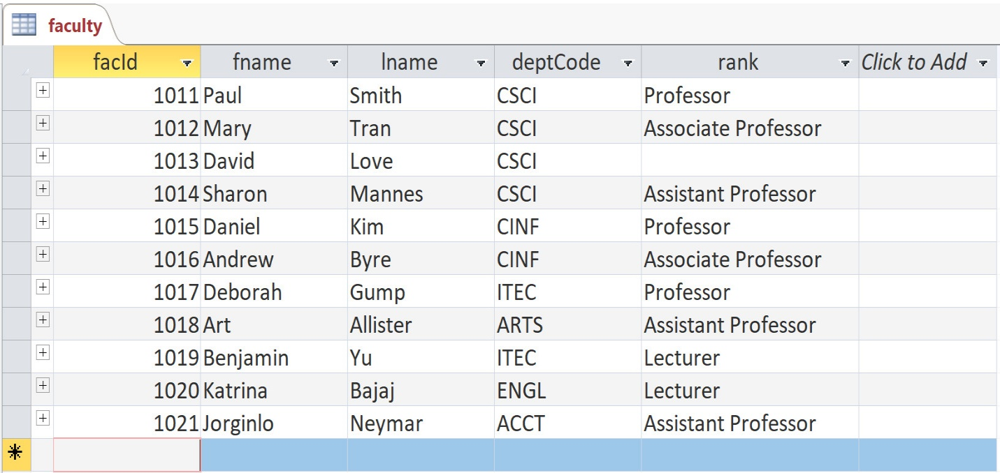 faculty
facId fname lname deptCode rank Click to Add
1011 Paul Smith CSCI Professor
1012 Mary Tran CSCI Associate Professor
1013 David Love CSCI
1014 Sharon Mannes CSCI Assistant Professor
1015 Daniel Kim CINF Professor
1016 Andrew Byre CINF Associate Professor
1017 Deborah Gump ITEC Professor
1018 Art Allister ARTS Assistant Professor
1019 Benjamin Yu ITEC Lecturer
1020 Katrina Bajaj ENGL Lecturer
1021 Jorginlo Neymar ACCT Assistant Professor